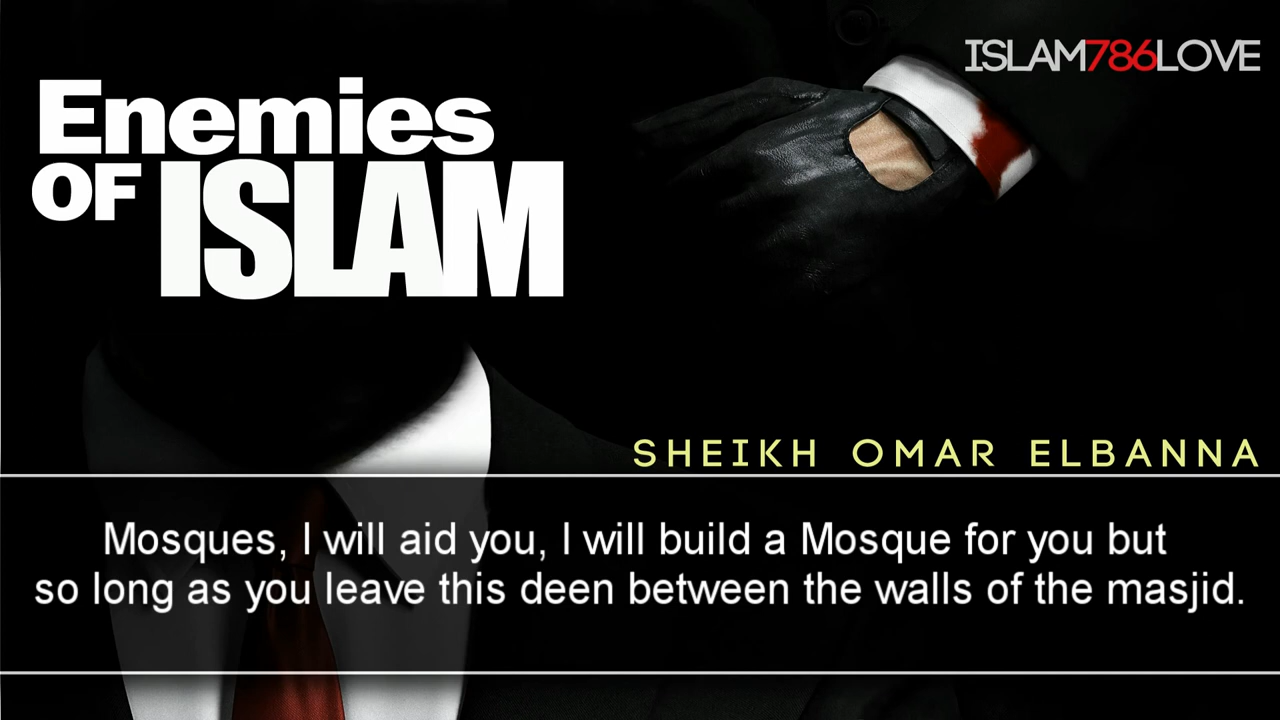 ISLAM786LOVE
Enemies
OF ISLAM
SHEIKH OMAR ELBANNA
Mosques, I will aid you, I will build a Mosque for you but
so long as you leave this deen between the walls of the masjid.